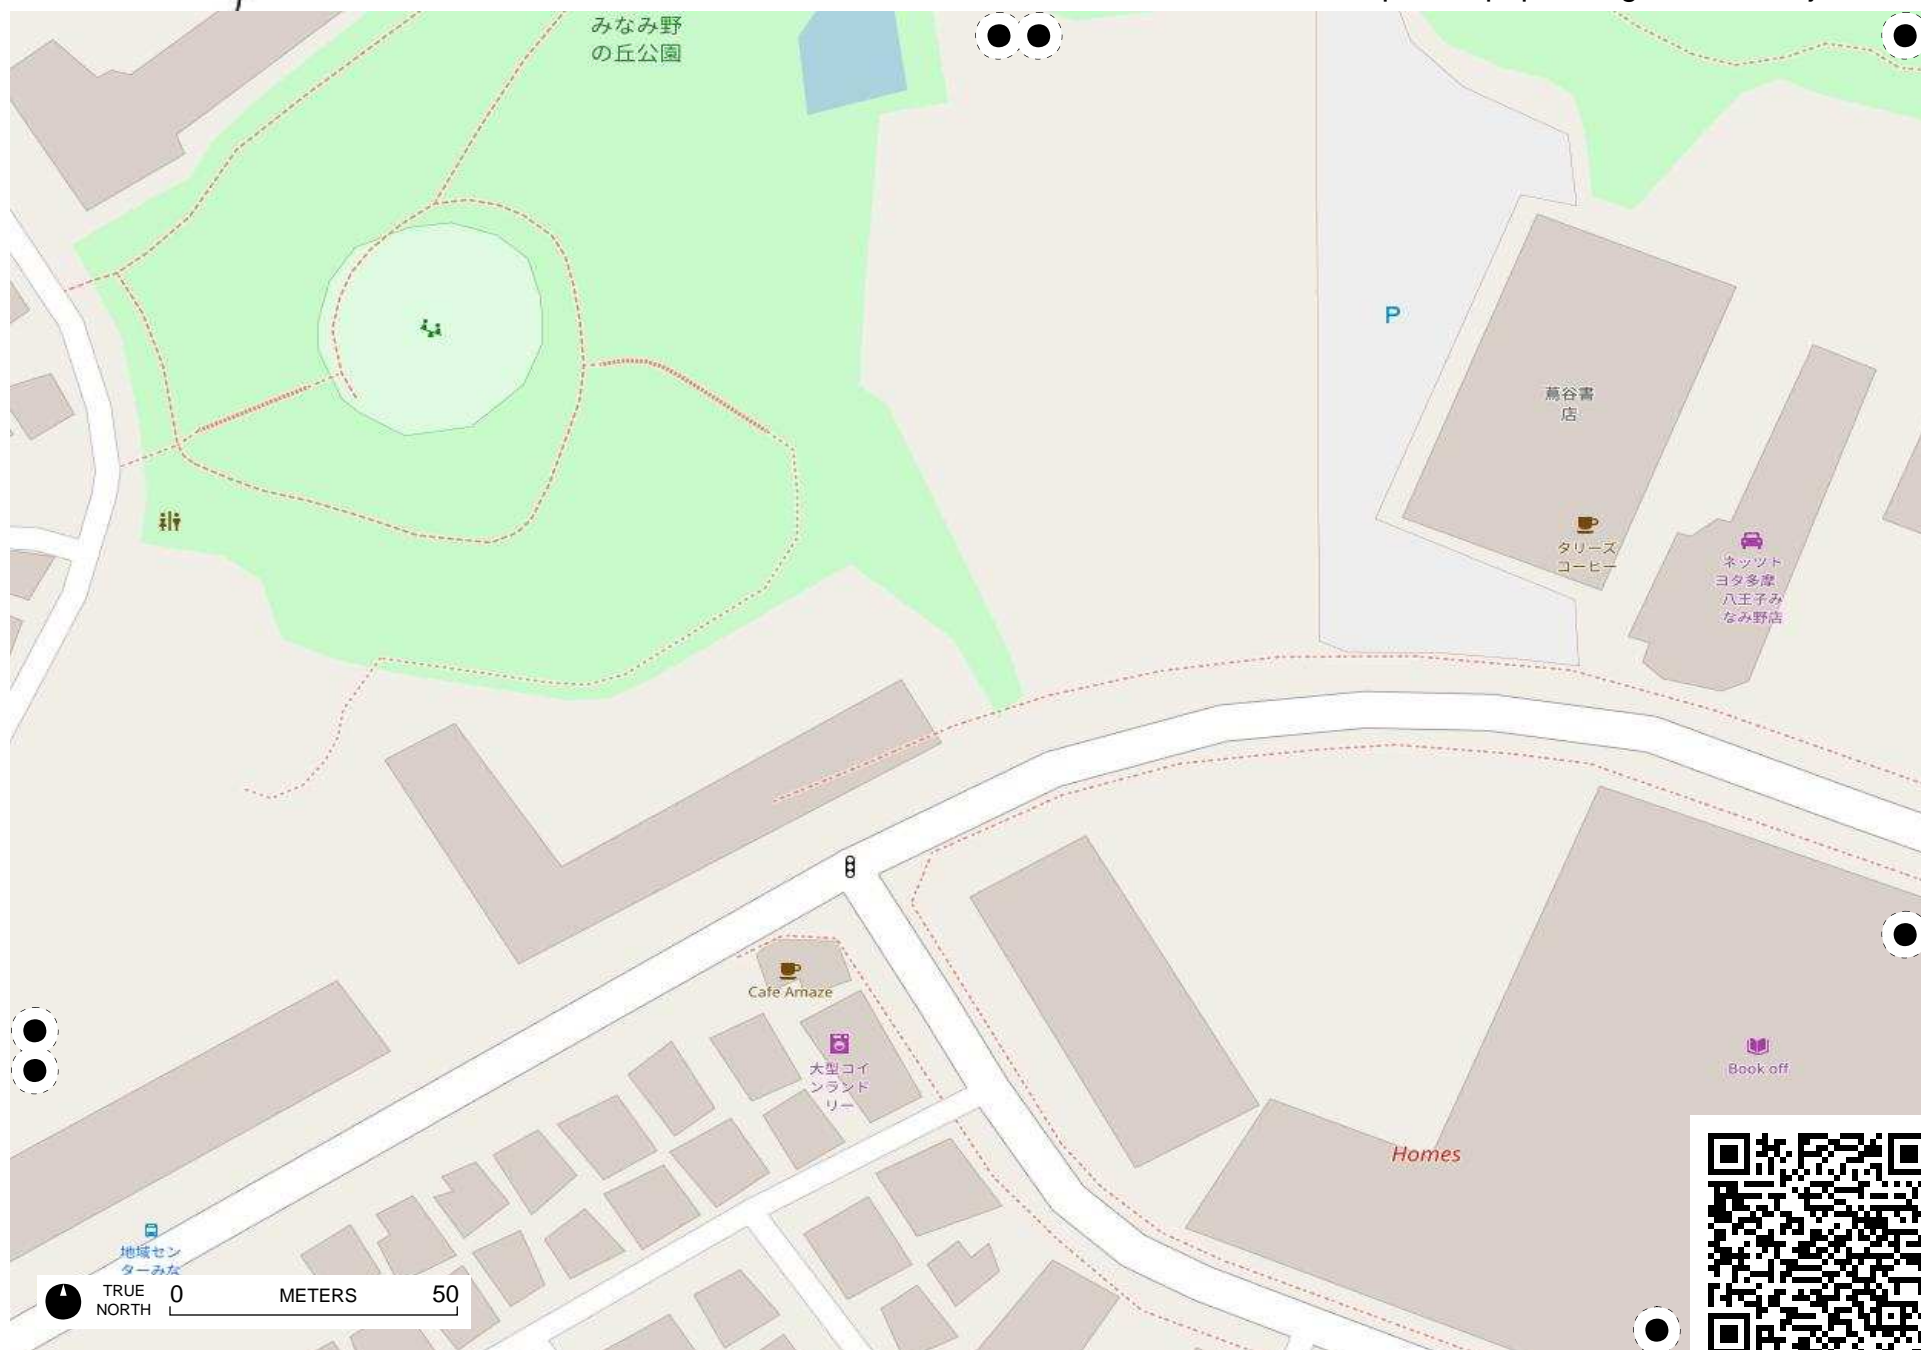 みなみ野
の丘公園
P
蔦谷書
店
タリーズ
コーヒー
ネッツト
ヨタ多摩
八王子み
なみ野店
Cafe Amaze
大型コイ
ンランド
リー
Book off
Homes
地域セン
ターみな
TRUE
NORTH
0 METERS 50